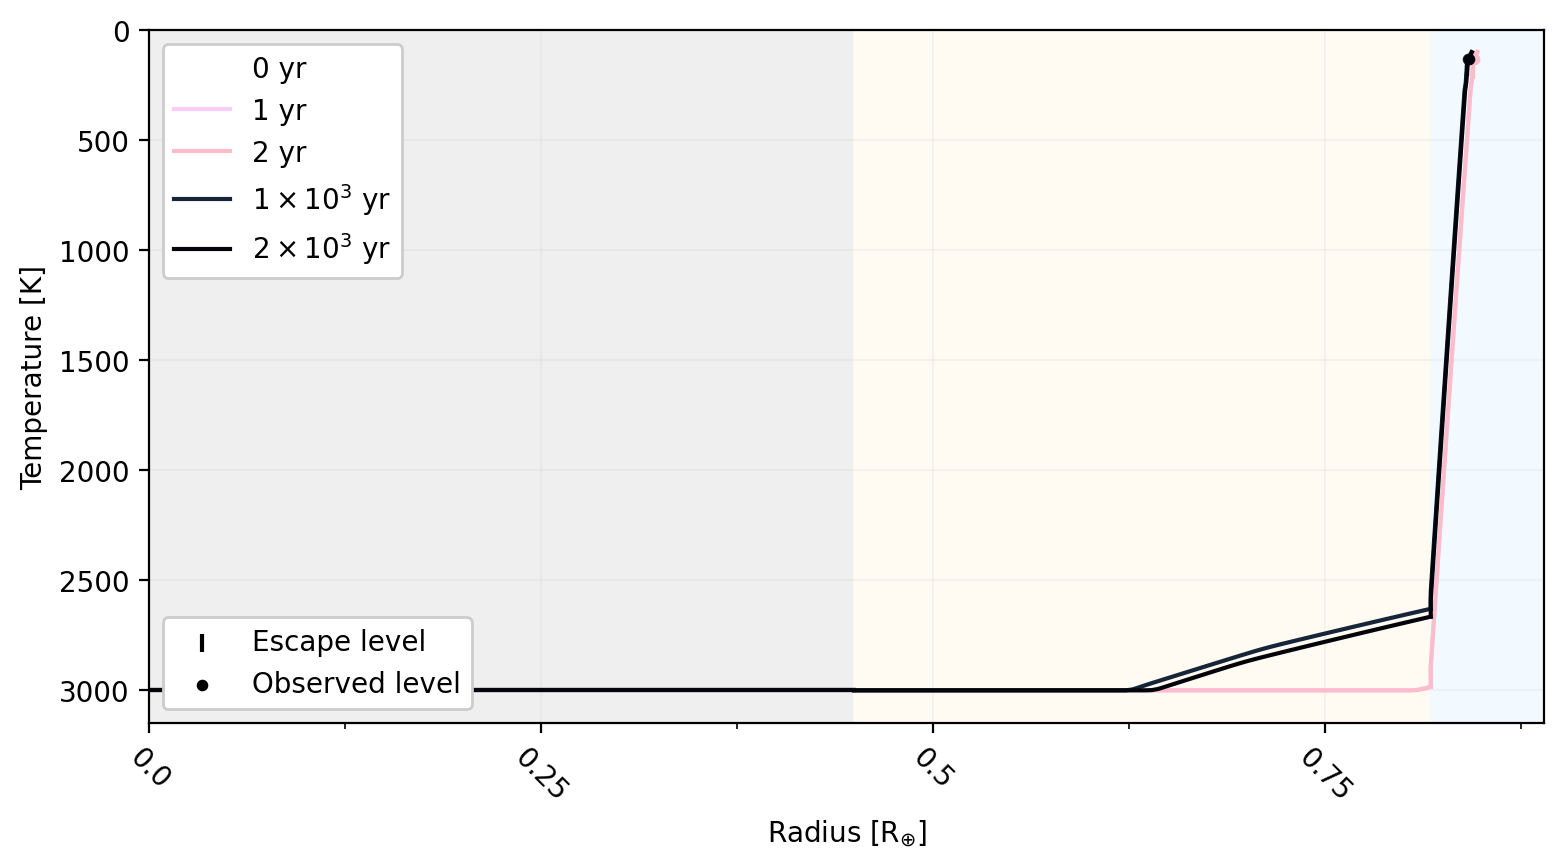 0
500
1000
1500
2000
2500
3000
Temperature [K]
0 yr
1 yr
2 yr
1 × 10³ yr
2 × 10³ yr
Escape level
Observed level
0.0
0.25
0.5
0.75
Radius [R⊕]